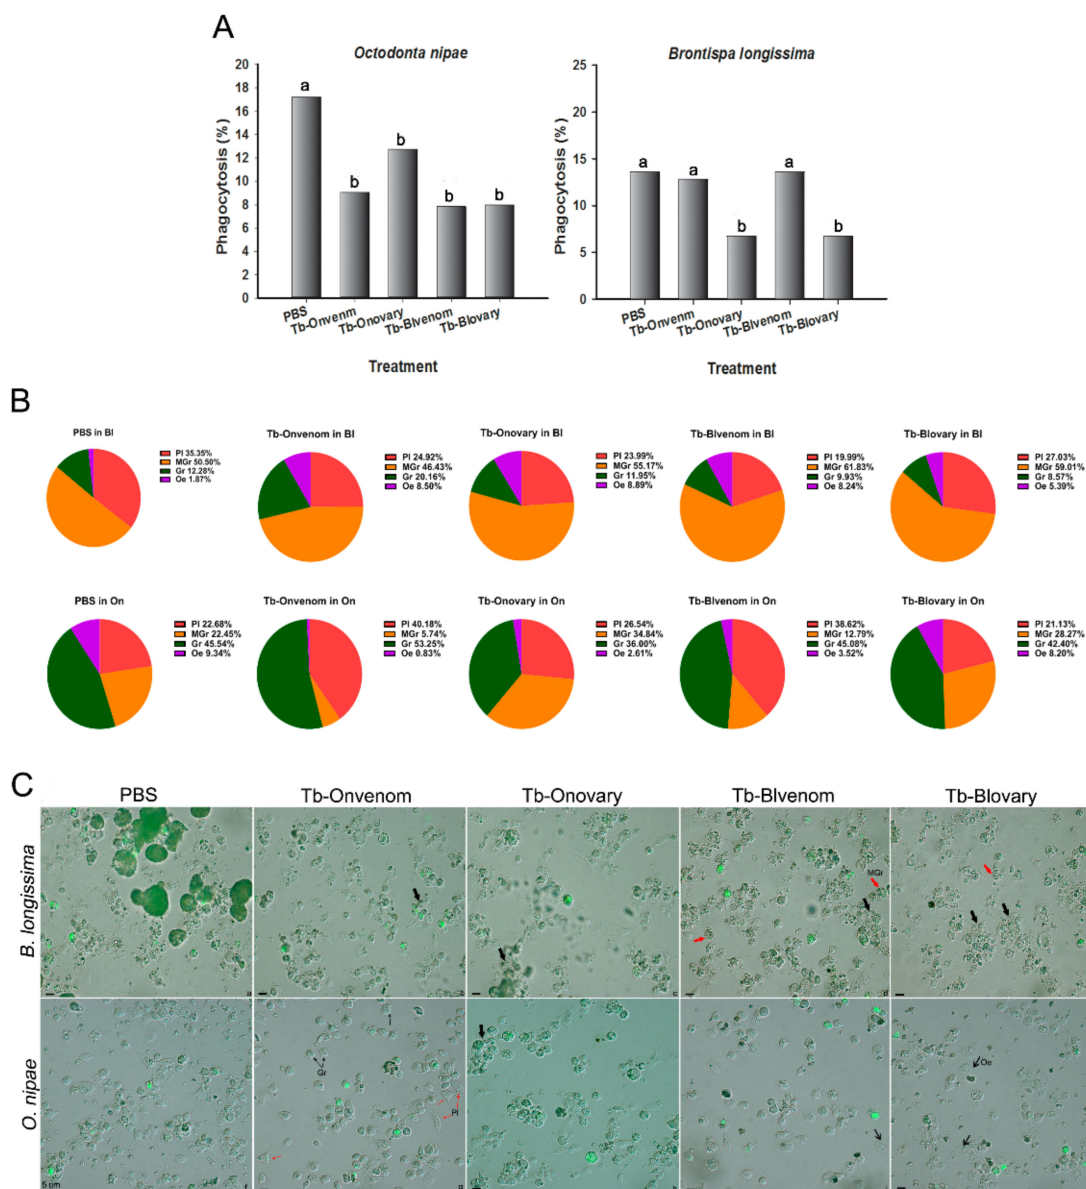 A
Octodonta nipae
Brontispa longissima
Phagocytosis (%)
20
18
16
14
12
10
8
6
4
2
0
a
b
b
b
b
PBS
Tb-Onvenm
Tb-Onovary
Tb-Blvenom
Tb-Blovary
Treatment
Phagocytosis (%)
25
20
15
10
5
0
a
a
b
a
b
PBS
Tb-Onvenm
Tb-Onovary
Tb-Blvenom
Tb-Blovary
Treatment
B
PBS in Bl
Pl 35.35%
MGr 50.50%
Gr 12.28%
Oe 1.87%
Tb-Onvenom in Bl
Pl 24.92%
MGr 46.43%
Gr 20.16%
Oe 8.50%
Tb-Onovary in Bl
Pl 23.99%
MGr 55.17%
Gr 11.95%
Oe 8.89%
Tb-Blvenom in Bl
Pl 19.99%
MGr 61.83%
Gr 9.93%
Oe 8.24%
Tb-Blovary in Bl
Pl 27.03%
MGr 59.01%
Gr 8.57%
Oe 5.39%
PBS in On
Pl 22.68%
MGr 22.45%
Gr 45.54%
Oe 9.34%
Tb-Onvenom in On
Pl 40.18%
MGr 5.74%
Gr 53.25%
Oe 0.83%
Tb-Onovary in On
Pl 26.54%
MGr 34.84%
Gr 36.00%
Oe 2.61%
Tb-Blvenom in On
Pl 38.62%
MGr 12.79%
Gr 45.08%
Oe 3.52%
Tb-Blovary in On
Pl 21.13%
MGr 28.27%
Gr 42.40%
Oe 8.20%
C
PBS
Tb-Onvenom
Tb-Onovary
Tb-Blvenom
Tb-Blovary
B. longissima
MGr
O. nipae
Gr
Pl
Oe
5 um